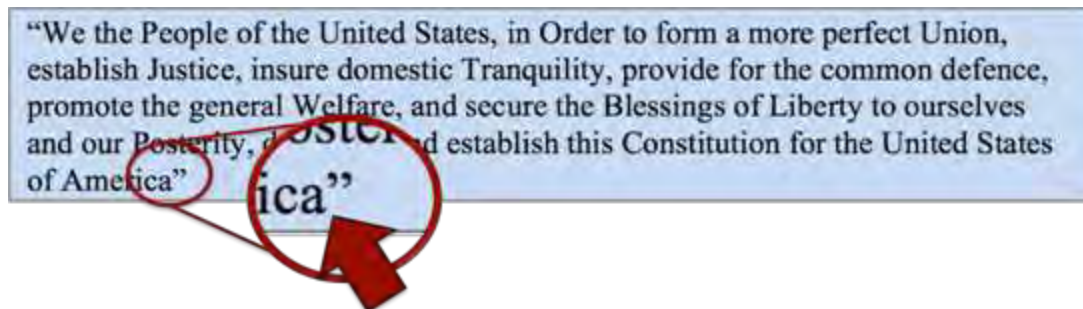 “We the People of the United States, in Order to form a more perfect Union,
establish Justice, insure domestic Tranquility, provide for the common defence,
promote the general Welfare, and secure the Blessings of Liberty to ourselves
and our Posterity, d d establish this Constitution for the United States
of America”
oster
ica”